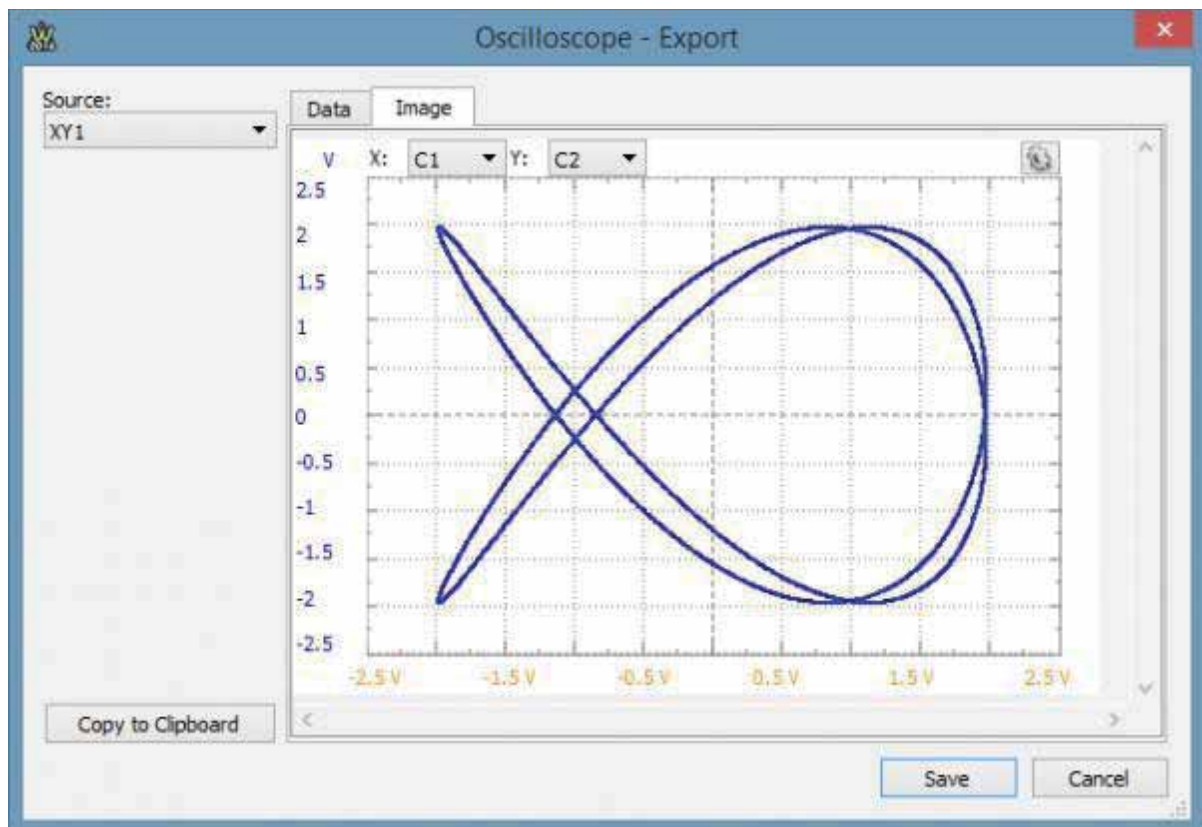 Oscilloscope - Export
Source:
XY1
Data Image
V X: C1 Y: C2
2.5
2
1.5
1
0.5
0
-0.5
-1
-1.5
-2
-2.5
-2.5 V -1.5 V -0.5 V 0.5 V 1.5 V 2.5 V
Copy to Clipboard
Save Cancel